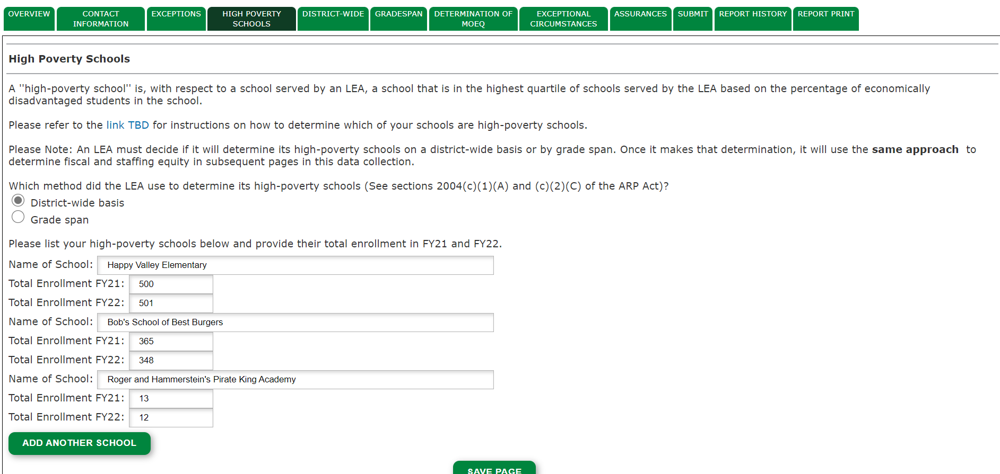 OVERVIEW
CONTACT INFORMATION
EXCEPTIONS
HIGH POVERTY SCHOOLS
DISTRICT-WIDE
GRADESPAN
DETERMINATION OF MOEQ
EXCEPTIONAL CIRCUMSTANCES
ASSURANCES
SUBMIT
REPORT HISTORY
REPORT PRINT
High Poverty Schools
A ''high-poverty school'' is, with respect to a school served by an LEA, a school that is in the highest quartile of schools served by the LEA based on the percentage of economically
disadvantaged students in the school.
Please refer to the link TBD for instructions on how to determine which of your schools are high-poverty schools.
Please Note: An LEA must decide if it will determine its high-poverty schools on a district-wide basis or by grade span. Once it makes that determination, it will use the same approach to
determine fiscal and staffing equity in subsequent pages in this data collection.
Which method did the LEA use to determine its high-poverty schools (See sections 2004(c)(1)(A) and (c)(2)(C) of the ARP Act)?
District-wide basis
Grade span
Please list your high-poverty schools below and provide their total enrollment in FY21 and FY22.
Name of School: Happy Valley Elementary
Total Enrollment FY21: 500
Total Enrollment FY22: 501
Name of School: Bob's School of Best Burgers
Total Enrollment FY21: 365
Total Enrollment FY22: 348
Name of School: Roger and Hammerstein's Pirate King Academy
Total Enrollment FY21: 13
Total Enrollment FY22: 12
ADD ANOTHER SCHOOL
SAVE PAGE